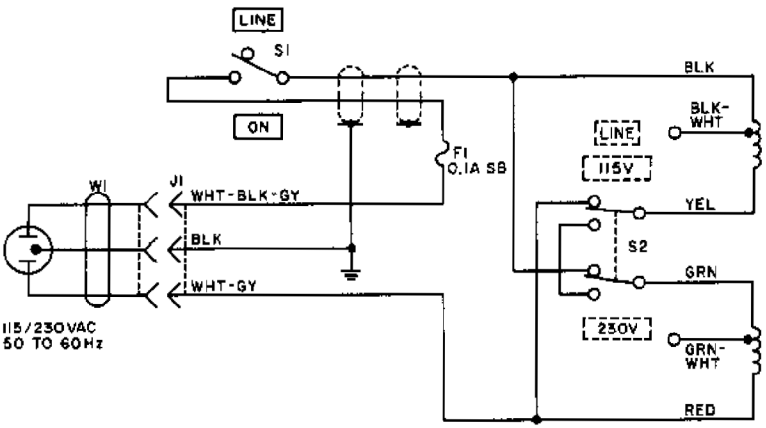 LINE
S1
ON
BLK
BLK-
WHT
LINE
115V
F1
0.1A SB
W1
J1
WHT-BLK-GY
YEL
BLK
S2
GRN
WHT-GY
230V
115/230VAC
50 TO 60Hz
GRN-
WHT
RED